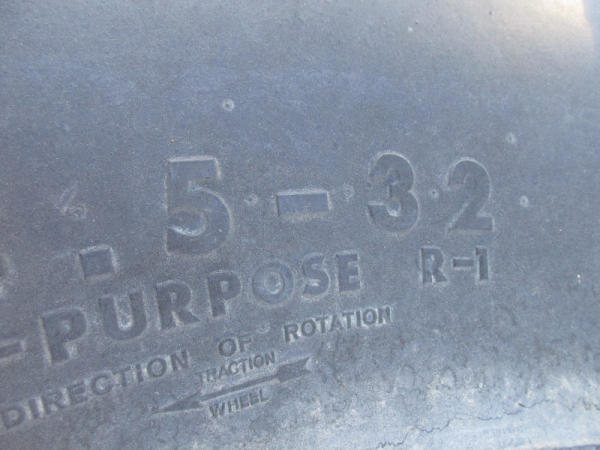 .5-32
-PURPOSE R-1
DIRECTION OF ROTATION
TRACTION
WHEEL